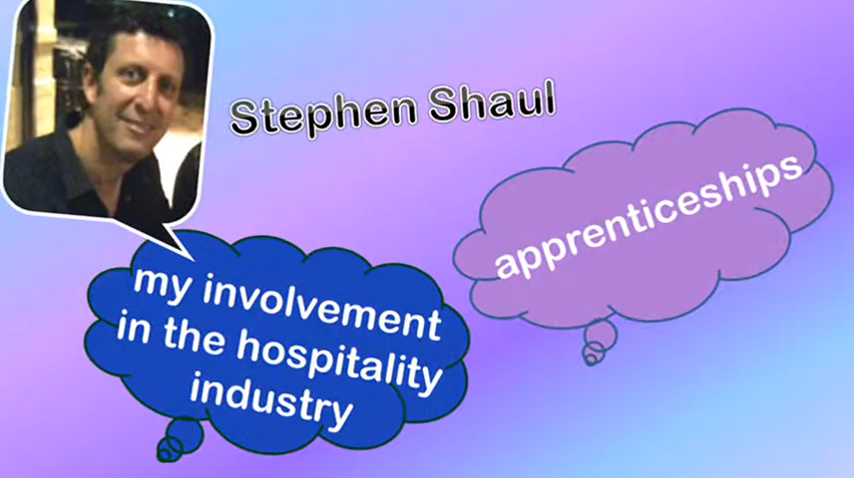 Stephen Shaul
apprenticeships
my involvement
in the hospitality
industry